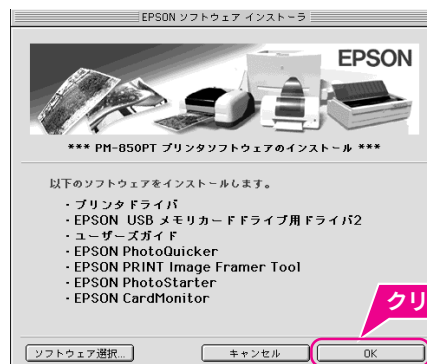 EPSON ソフトウェア インストーラ
EPSON
*** PM-850PT プリンタソフトウェアのインストール ***
以下のソフトウェアをインストールします。
・プリンタドライバ
・EPSON USB メモリカードドライブ用ドライバ2
・ユーザーズガイド
・EPSON PhotoQuicker
・EPSON PRINT Image Framer Tool
・EPSON PhotoStarter
・EPSON CardMonitor
クリ
ソフトウェア選択...
キャンセル
OK